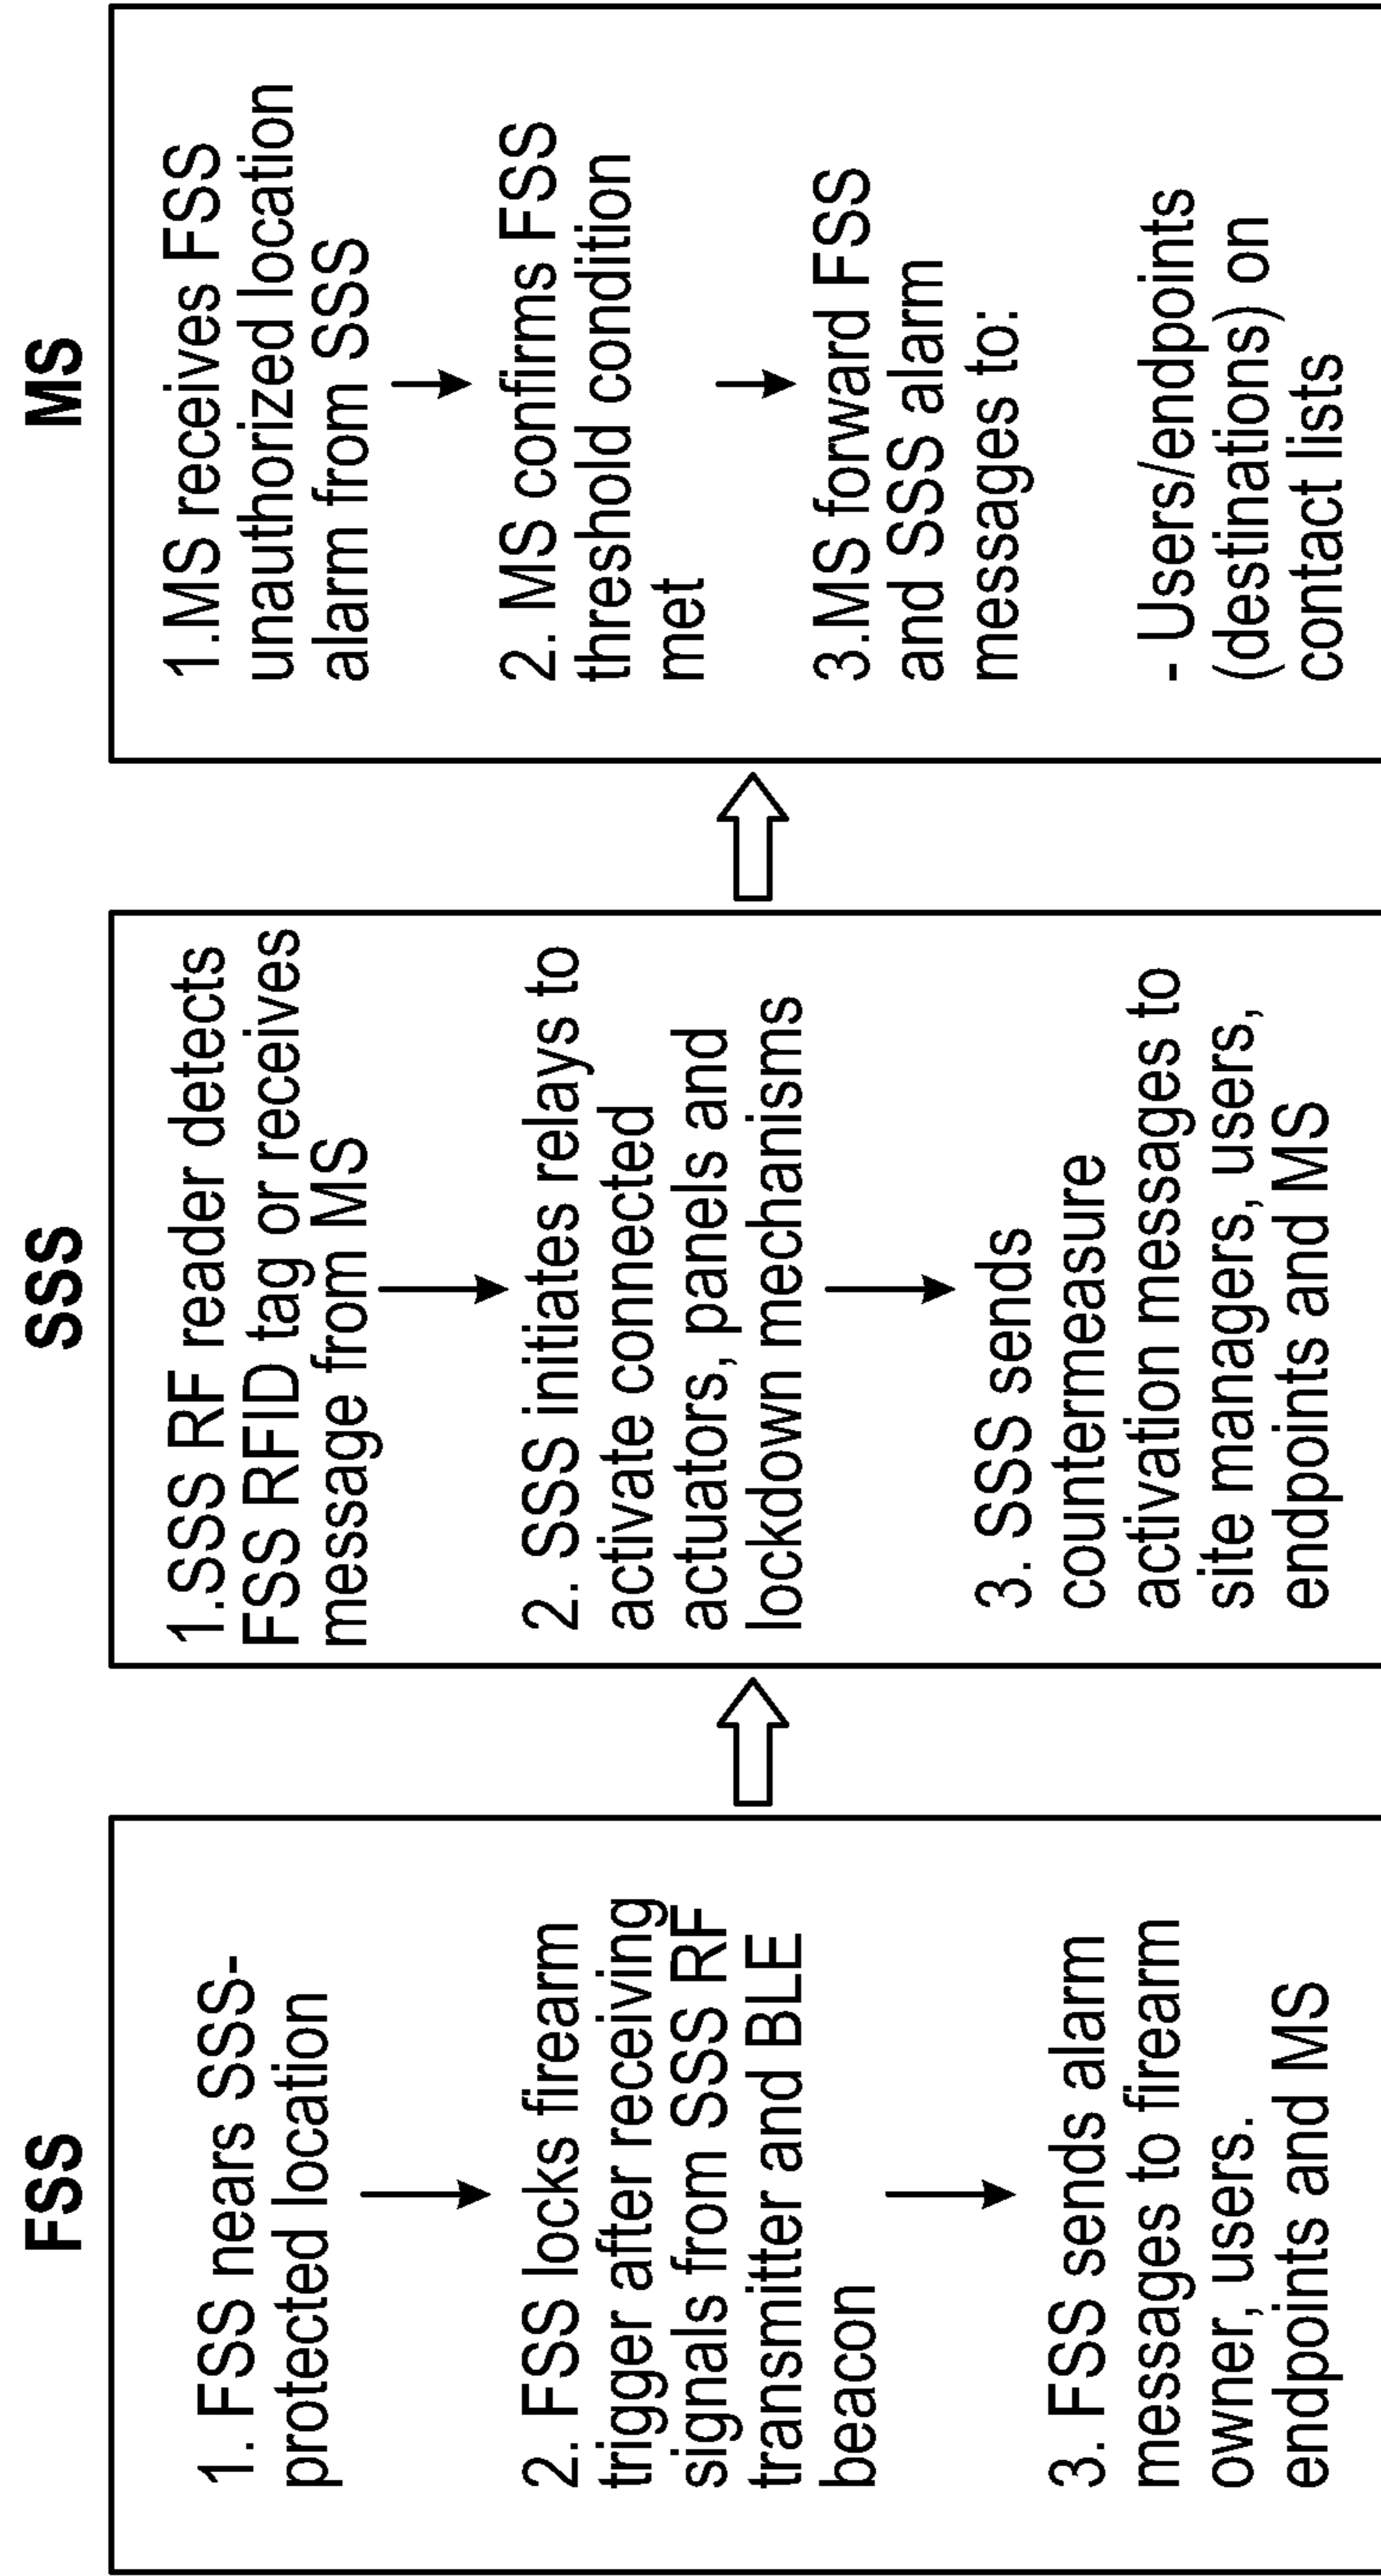 FSS
1. FSS nears SSS-
protected location
2. FSS locks firearm
trigger after receiving
signals from SSS RF
transmitter and BLE
beacon
3. FSS sends alarm
messages to firearm
owner, users.
endpoints and MS
SSS
1.SSS RF reader detects
FSS RFID tag or receives
message from MS
2. SSS initiates relays to
activate connected
actuators, panels and
lockdown mechanisms
3. SSS sends
countermeasure
activation messages to
site managers, users,
endpoints and MS
MS
1.MS receives FSS
unauthorized location
alarm from SSS
2. MS confirms FSS
threshold condition
met
3.MS forward FSS
and SSS alarm
messages to:
- Users/endpoints
(destinations) on
contact lists